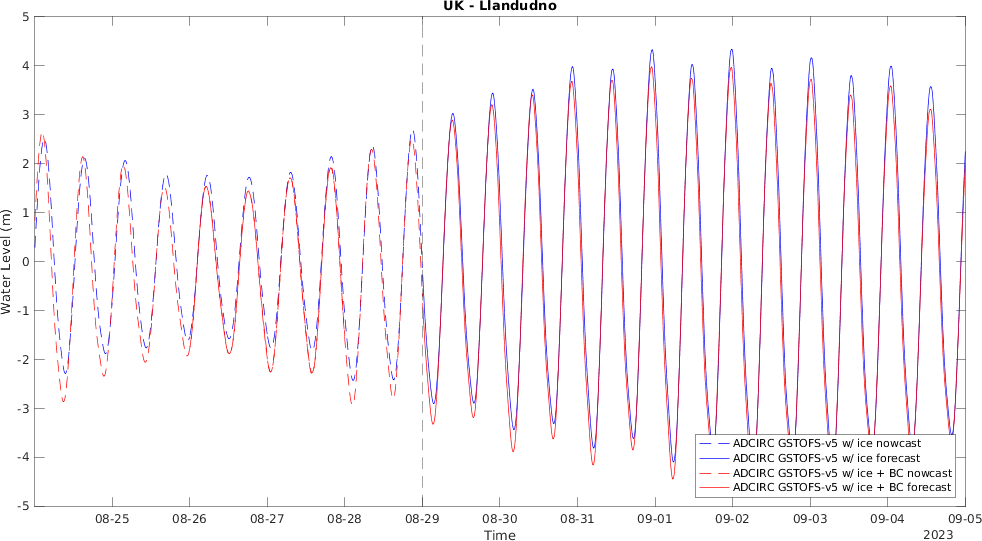 UK - Llandudno
5
4
3
2
1
0
-1
-2
-3
-4
-5
Water Level (m)
ADCIRC GSTOFS-v5 w/ ice nowcast
ADCIRC GSTOFS-v5 w/ ice forecast
ADCIRC GSTOFS-v5 w/ ice + BC nowcast
ADCIRC GSTOFS-v5 w/ ice + BC forecast
08-25 08-26 08-27 08-28 08-29 08-30 08-31 09-01 09-02 09-03 09-04 09-05
Time
2023